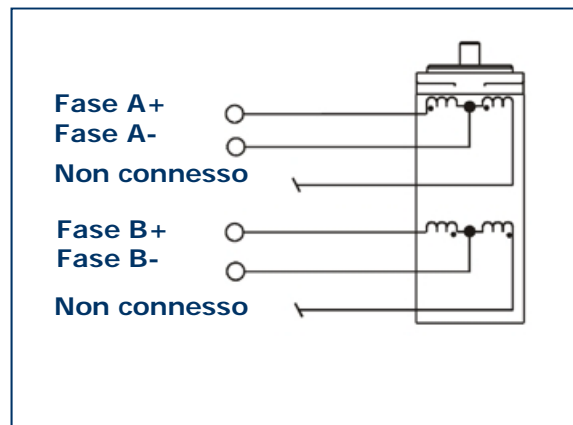 Fase A+
Fase A-
Non connesso
Fase B+
Fase B-
Non connesso